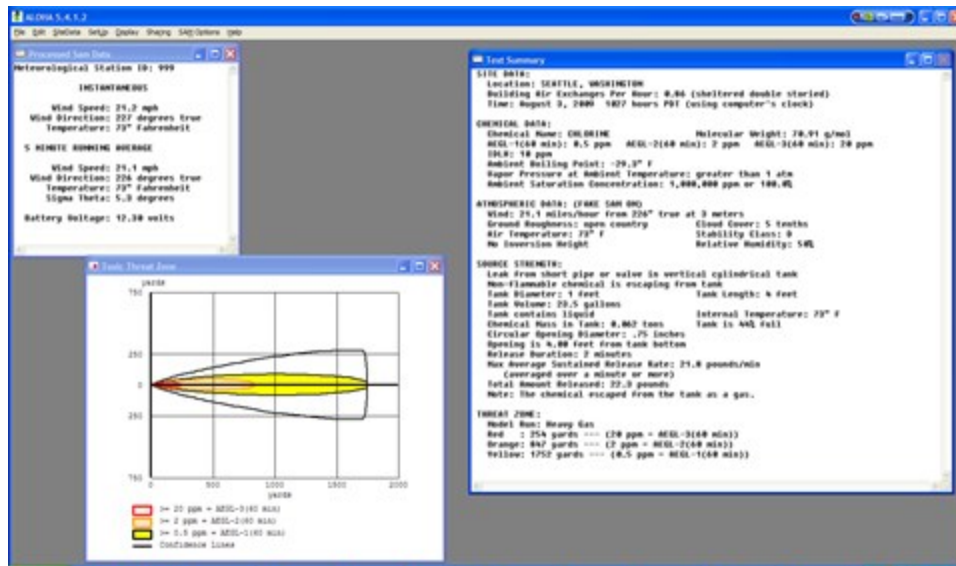 ALOHA 5.4.1.2
File Edit SiteData SetUp Display Sharing SAM Options Help
Processed Sam Data
Meteorological Station ID: 999
INSTANTANEOUS
Wind Speed: 21.2 mph
Wind Direction: 227 degrees true
Temperature: 73° Fahrenheit
5 MINUTE RUNNING AVERAGE
Wind Speed: 21.1 mph
Wind Direction: 226 degrees true
Temperature: 73° Fahrenheit
Sigma Theta: 5.3 degrees
Battery Voltage: 12.30 volts
Toxic Threat Zone
yards
750
250
0
250
750
0 500 1000 1500 2000
yards
>= 20 ppm = AEGL-3(60 min)
>= 2 ppm = AEGL-2(60 min)
>= 0.5 ppm = AEGL-1(60 min)
Confidence Lines
Text Summary
SITE DATA:
Location: SEATTLE, WASHINGTON
Building Air Exchanges Per Hour: 0.86 (sheltered double storied)
Time: August 3, 2009 1027 hours PDT (using computer's clock)
CHEMICAL DATA:
Chemical Name: CHLORINE Molecular Weight: 70.91 g/mol
AEGL-1(60 min): 0.5 ppm AEGL-2(60 min): 2 ppm AEGL-3(60 min): 20 ppm
IDLH: 10 ppm
Ambient Boiling Point: -29.3° F
Vapor Pressure at Ambient Temperature: greater than 1 atm
Ambient Saturation Concentration: 1,000,000 ppm or 100.0%
ATMOSPHERIC DATA: (FAKE SAM ON)
Wind: 21.1 miles/hour from 226° true at 3 meters
Ground Roughness: open country Cloud Cover: 5 tenths
Air Temperature: 73° F Stability Class: D
No Inversion Height Relative Humidity: 54%
SOURCE STRENGTH:
Leak from short pipe or valve in vertical cylindrical tank
Non-flammable chemical is escaping from tank
Tank Diameter: 1 feet Tank Length: 4 feet
Tank Volume: 23.5 gallons
Tank contains liquid Internal Temperature: 73° F
Chemical Mass in Tank: 0.062 tons Tank is 44% full
Circular Opening Diameter: .75 inches
Opening is 4.00 feet from tank bottom
Release Duration: 2 minutes
Max Average Sustained Release Rate: 21.8 pounds/min
(averaged over a minute or more)
Total Amount Released: 22.3 pounds
Note: The chemical escaped from the tank as a gas.
THREAT ZONE:
Model Run: Heavy Gas
Red : 254 yards --- (20 ppm = AEGL-3(60 min))
Orange: 847 yards --- (2 ppm = AEGL-2(60 min))
Yellow: 1752 yards --- (0.5 ppm = AEGL-1(60 min))